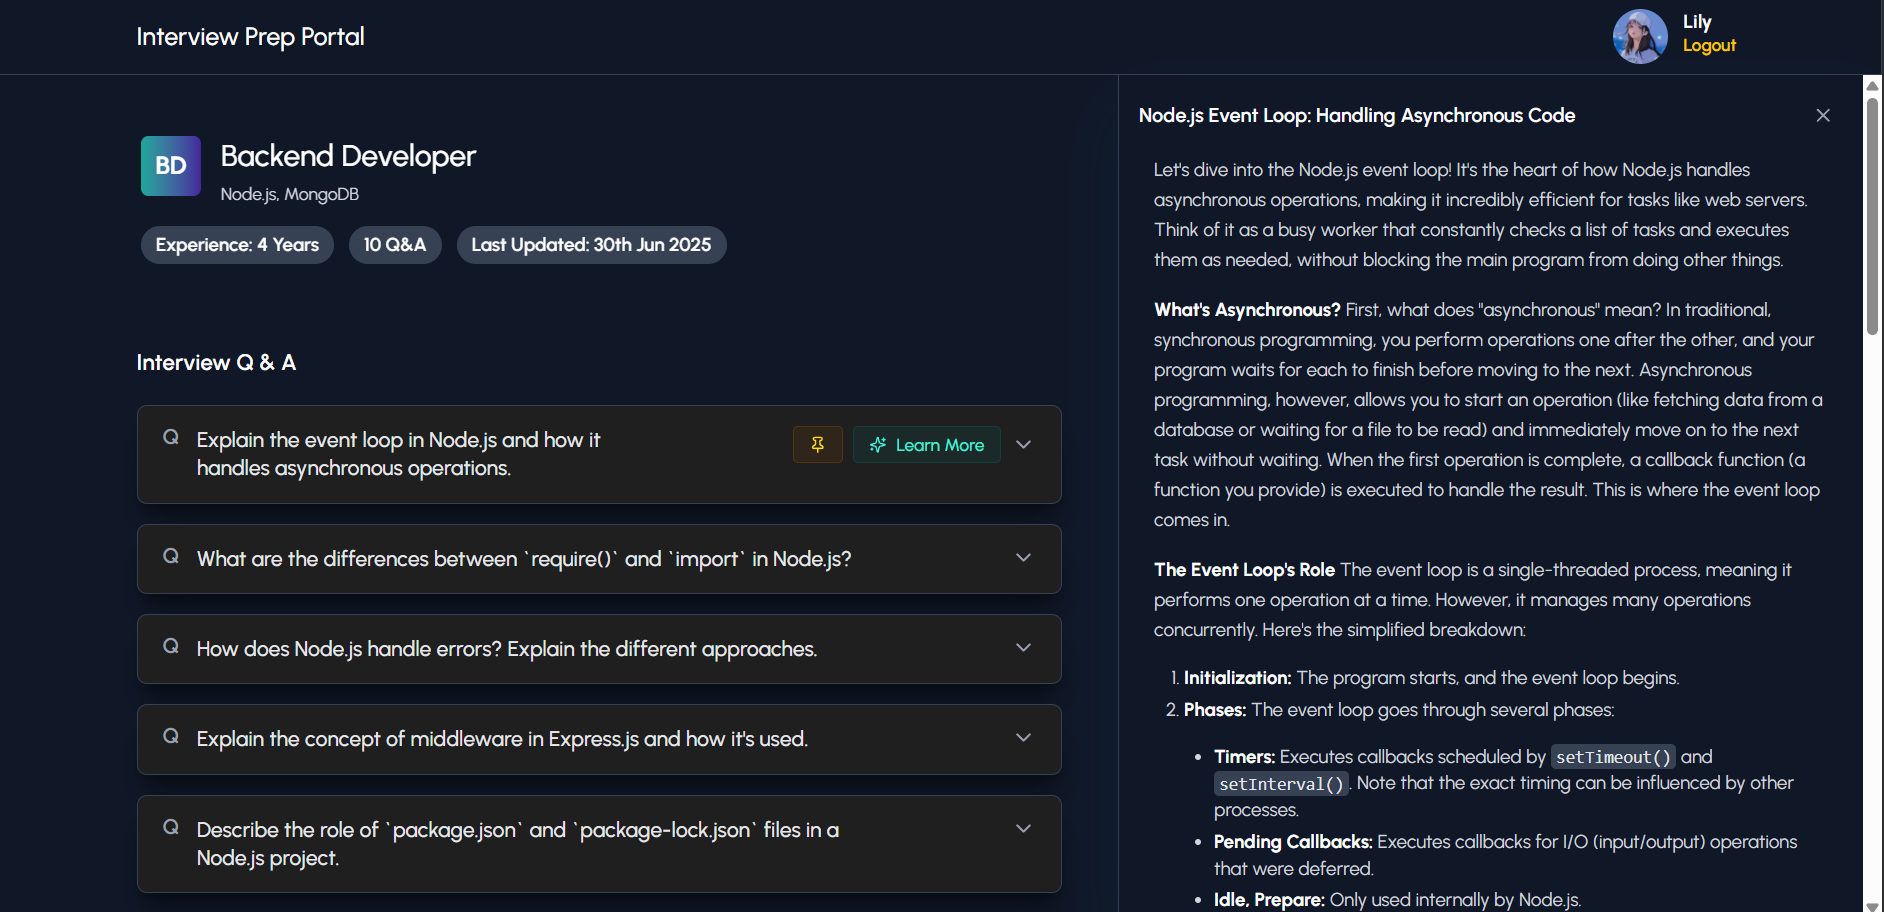 Interview Prep Portal
Lily
Logout
BD
Backend Developer
Node.js, MongoDB
Experience: 4 Years
10 Q&A
Last Updated: 30th Jun 2025
Interview Q & A
Q
Explain the event loop in Node.js and how it
handles asynchronous operations.
Learn More
Q
What are the differences between `require()` and `import` in Node.js?
Q
How does Node.js handle errors? Explain the different approaches.
Q
Explain the concept of middleware in Express.js and how it's used.
Q
Describe the role of `package.json` and `package-lock.json` files in a
Node.js project.
Node.js Event Loop: Handling Asynchronous Code
Let's dive into the Node.js event loop! It's the heart of how Node.js handles
asynchronous operations, making it incredibly efficient for tasks like web servers.
Think of it as a busy worker that constantly checks a list of tasks and executes
them as needed, without blocking the main program from doing other things.
What's Asynchronous? First, what does "asynchronous" mean? In traditional,
synchronous programming, you perform operations one after the other, and your
program waits for each to finish before moving to the next. Asynchronous
programming, however, allows you to start an operation (like fetching data from a
database or waiting for a file to be read) and immediately move on to the next
task without waiting. When the first operation is complete, a callback function (a
function you provide) is executed to handle the result. This is where the event loop
comes in.
The Event Loop's Role The event loop is a single-threaded process, meaning it
performs one operation at a time. However, it manages many operations
concurrently. Here's the simplified breakdown:
1. Initialization: The program starts, and the event loop begins.
2. Phases: The event loop goes through several phases:
• Timers: Executes callbacks scheduled by setTimeout() and
setInterval(). Note that the exact timing can be influenced by other
processes.
• Pending Callbacks: Executes callbacks for I/O (input/output) operations
that were deferred.
• Idle, Prepare: Only used internally by Node.js.